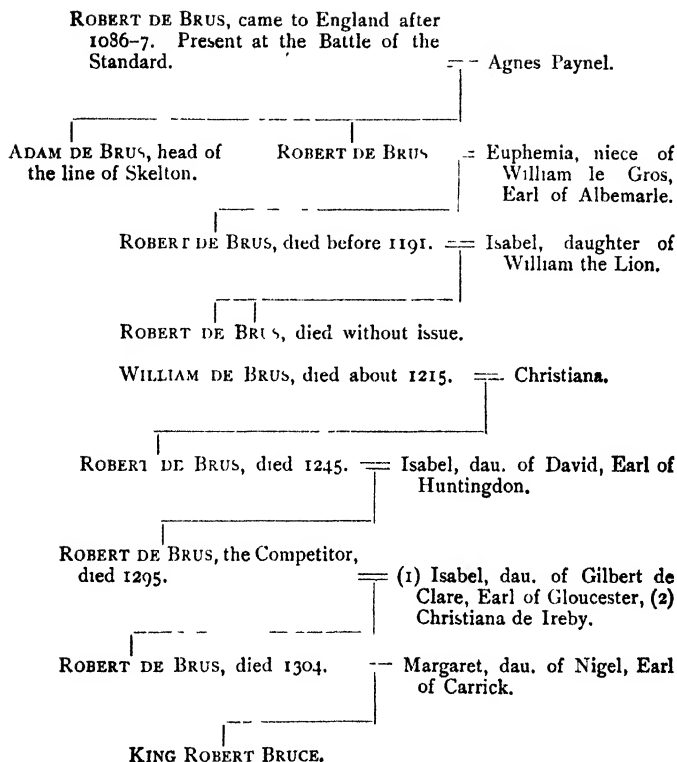 ROBERT DE BRUS, came to England after
1086-7. Present at the Battle of the
Standard.
Agnes Paynel.
ADAM DE BRUS, head of
the line of Skelton.
ROBERT DE BRUS
Euphemia, niece of
William le Gros,
Earl of Albemarle.
ROBERT DE BRUS, died before 1191.
Isabel, daughter of
William the Lion.
ROBERT DE BRUS, died without issue.
WILLIAM DE BRUS, died about 1215.
Christiana.
ROBERT DE BRUS, died 1245.
Isabel, dau. of David, Earl of
Huntingdon.
ROBERT DE BRUS, the Competitor,
died 1295.
(1) Isabel, dau. of Gilbert de
Clare, Earl of Gloucester, (2)
Christiana de Ireby.
ROBERT DE BRUS, died 1304.
Margaret, dau. of Nigel, Earl
of Carrick.
KING ROBERT BRUCE.